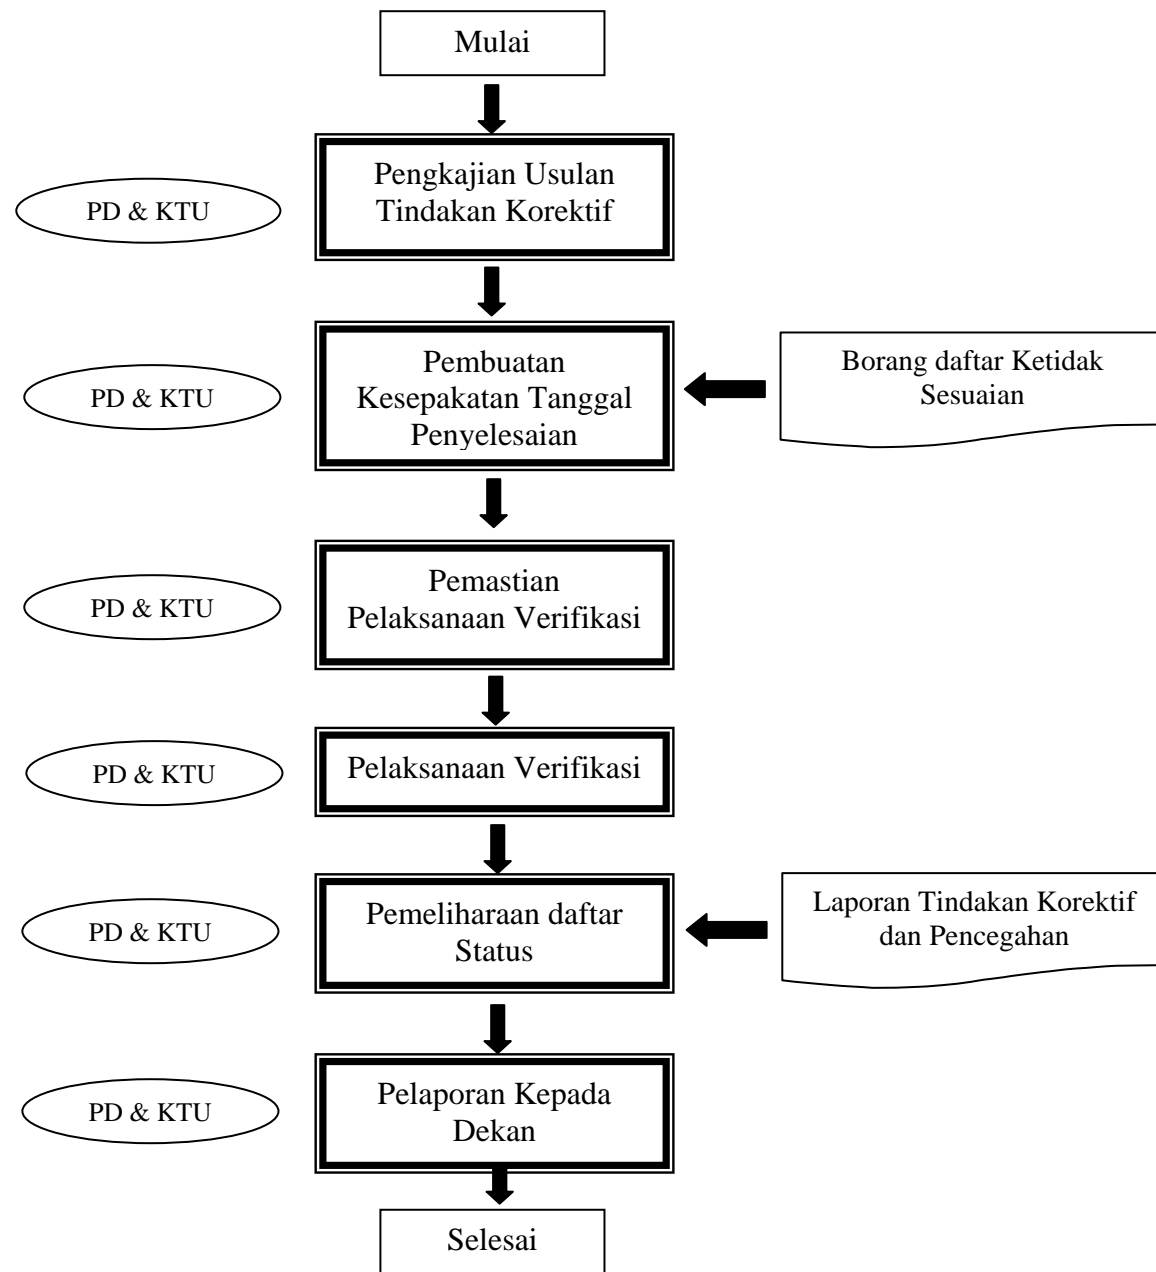 Mulai
PD & KTU
Pengkajian Usulan
Tindakan Korektif
PD & KTU
Pembuatan
Kesepakatan Tanggal
Penyelesaian
Borang daftar Ketidak
Sesuaian
PD & KTU
Pemastian
Pelaksanaan Verifikasi
PD & KTU
Pelaksanaan Verifikasi
PD & KTU
Pemeliharaan daftar
Status
Laporan Tindakan Korektif
dan Pencegahan
PD & KTU
Pelaporan Kepada
Dekan
Selesai